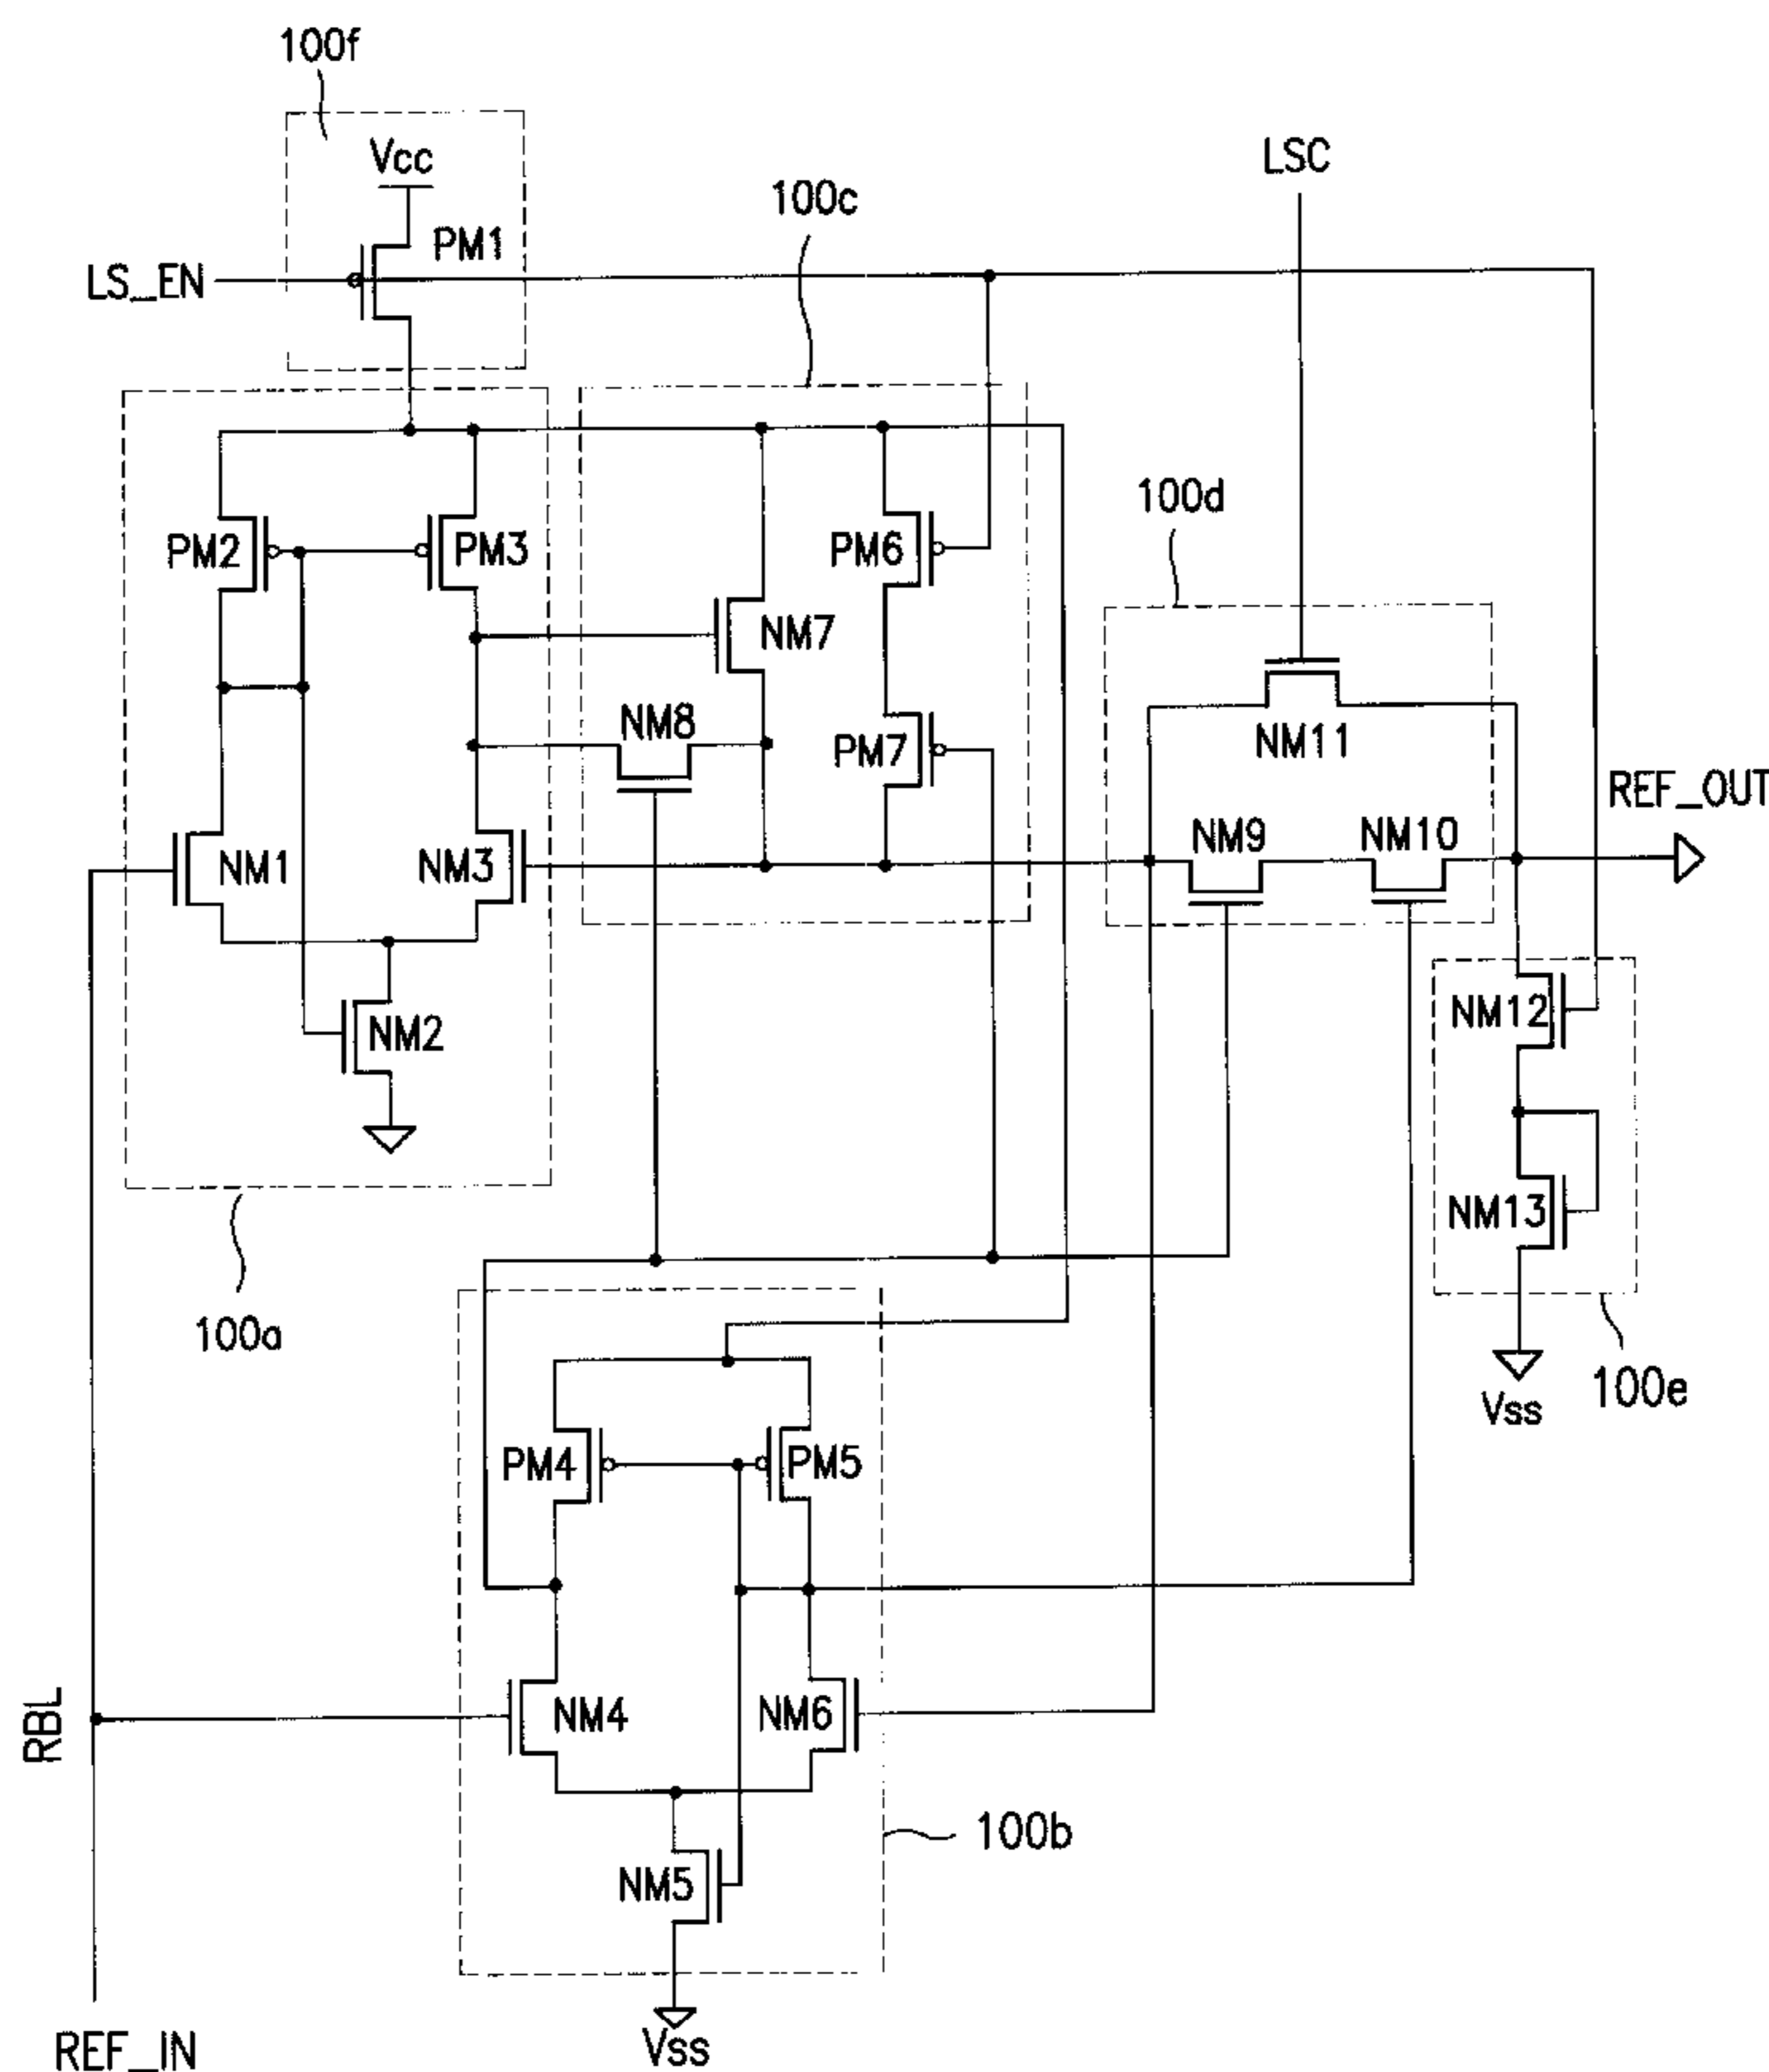 100f
Vcc
LSC
100c
PM1
LS_EN
100d
PM2
PM3
PM6
NM7
NM8
PM7
NM11
REF_OUT
NM9
NM10
NM1
NM3
NM12
NM2
NM13
100a
100e
Vss
PM4
PM5
RBL
NM4
NM6
100b
NM5
Vss
REF_IN